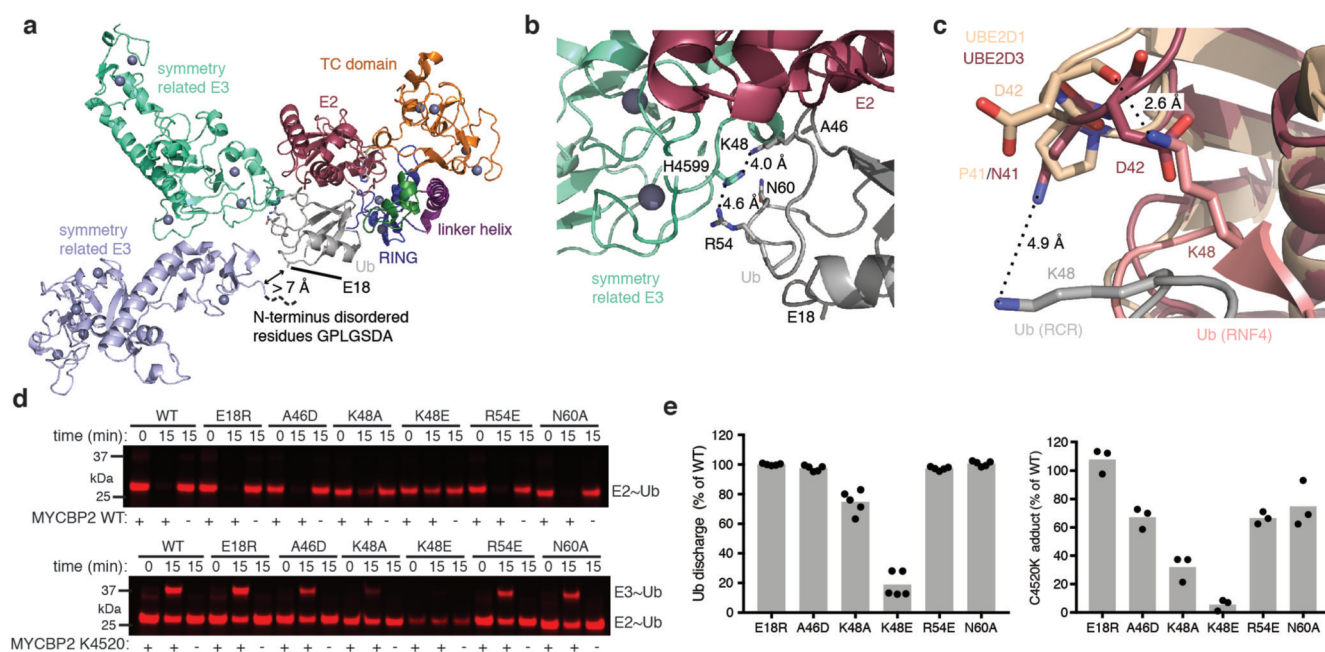 a
symmetry
related E3
E2
TC domain
linker helix
RING
Ub
E18
> 7 Å
N-terminus disordered
residues GPLGSDA
symmetry
related E3
b
E2
A46
K48
H4599
4.0 Å
N60
4.6 Å
R54
Ub
symmetry
related E3
E18
c
UBE2D1
UBE2D3
D42
2.6 Å
P41/N41
D42
4.9 Å
K48
K48
Ub (RCR)
Ub (RNF4)
d
WT E18R A46D K48A K48E R54E N60A
time (min): 0 15 15 0 15 15 0 15 15 0 15 15 0 15 15 0 15 15 0 15 15
37
kDa
25
E2~Ub
MYCBP2 WT: + + - + + - + + - + + - + + - + + - + + -
WT E18R A46D K48A K48E R54E N60A
time (min): 0 15 15 0 15 15 0 15 15 0 15 15 0 15 15 0 15 15 0 15 15
37
E3~Ub
kDa
25
E2~Ub
MYCBP2 K4520: + + - + + - + + - + + - + + - + + - + + -
e
Ub discharge (% of WT)
120
100
80
60
40
20
0
E18R A46D K48A K48E R54E N60A
C4520K adduct (% of WT)
120
100
80
60
40
20
0
E18R A46D K48A K48E R54E N60A